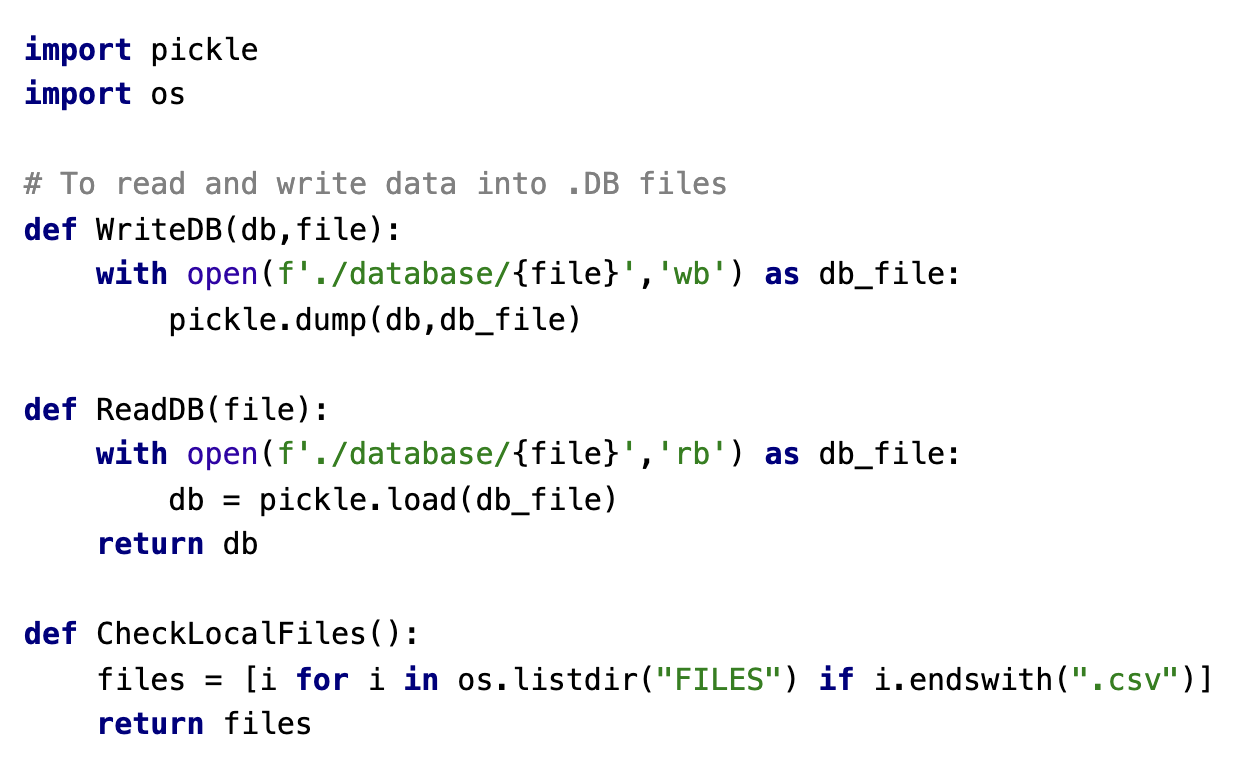 import pickle
import os
# To read and write data into .DB files
def WriteDB(db,file):
    with open(f'./database/{file}','wb') as db_file:
        pickle.dump(db,db_file)
def ReadDB(file):
    with open(f'./database/{file}','rb') as db_file:
        db = pickle.load(db_file)
    return db
def CheckLocalFiles():
    files = [i for i in os.listdir("FILES") if i.endswith(".csv")]
    return files